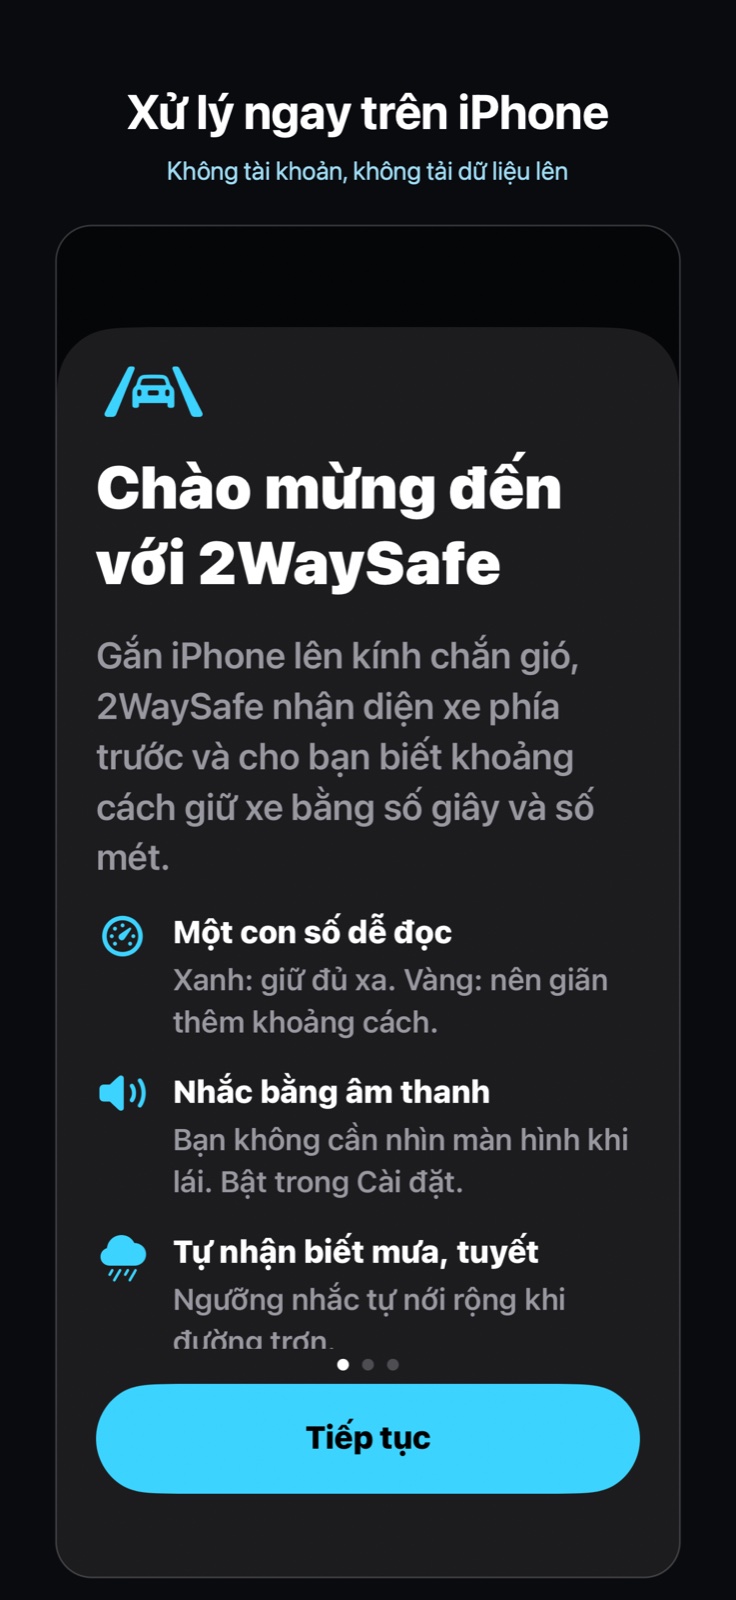 Xử lý ngay trên iPhone
Không tài khoản, không tải dữ liệu lên
Chào mừng đến
với 2WaySafe
Gắn iPhone lên kính chắn gió,
2WaySafe nhận diện xe phía
trước và cho bạn biết khoảng
cách giữ xe bằng số giây và số
mét.
Một con số dễ đọc
Xanh: giữ đủ xa. Vàng: nên giãn
thêm khoảng cách.
Nhắc bằng âm thanh
Bạn không cần nhìn màn hình khi
lái. Bật trong Cài đặt.
Tự nhận biết mưa, tuyết
Ngưỡng nhắc tự nới rộng khi
đường trơn.
Tiếp tục